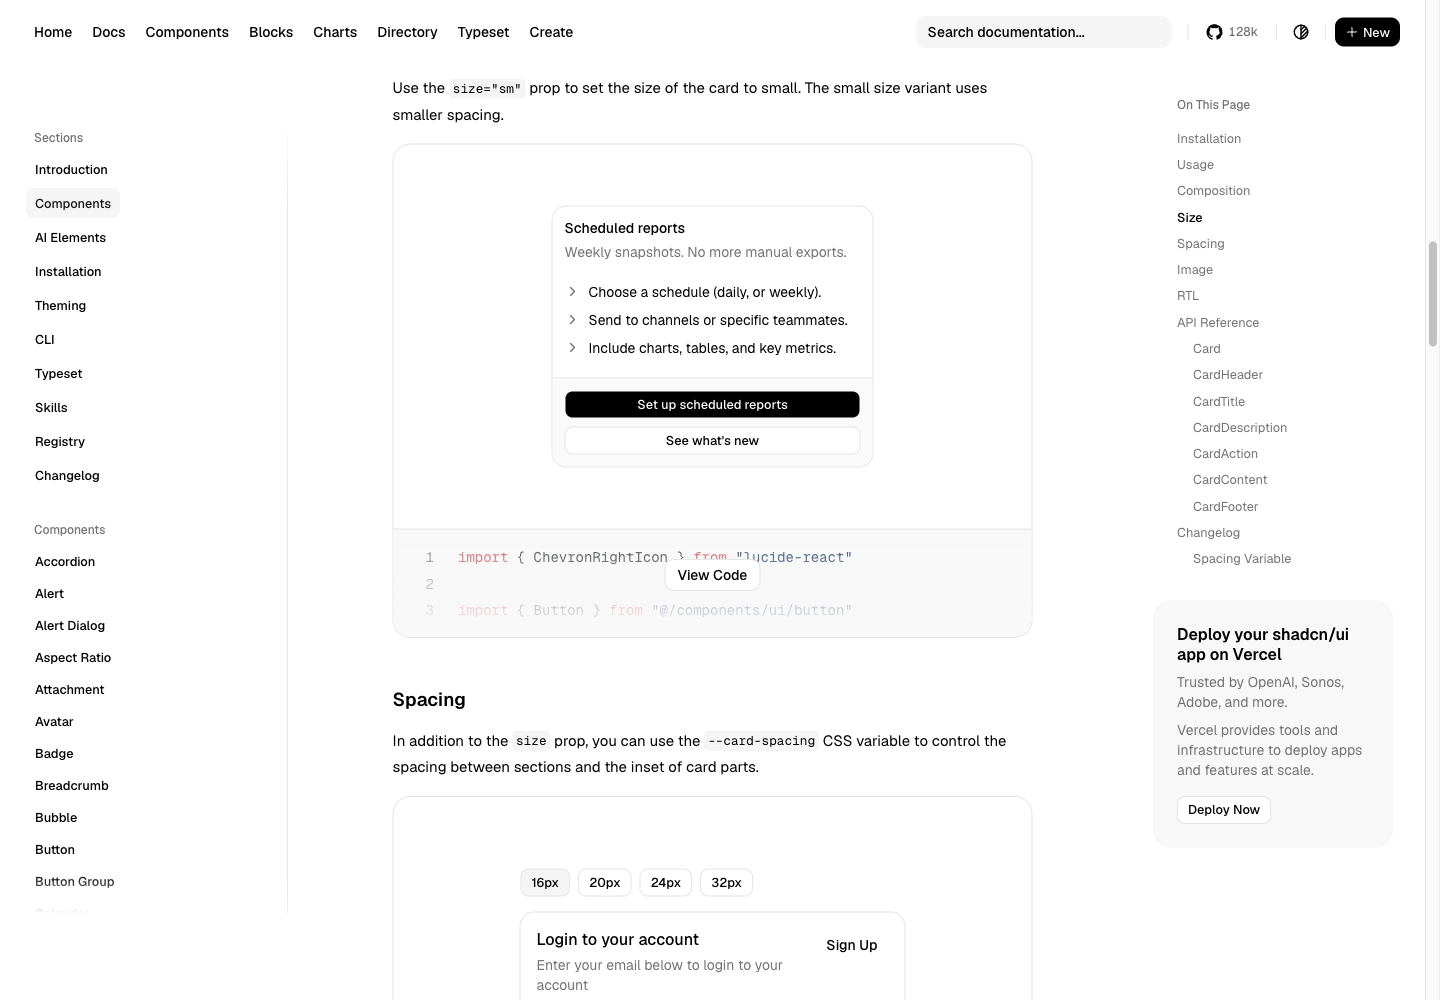 Home Docs Components Blocks Charts Directory Typeset Create
Search documentation...
128k
New
Sections
Introduction
Components
AI Elements
Installation
Theming
CLI
Typeset
Skills
Registry
Changelog
Components
Accordion
Alert
Alert Dialog
Aspect Ratio
Attachment
Avatar
Badge
Breadcrumb
Bubble
Button
Button Group
Use the size="sm" prop to set the size of the card to small. The small size variant uses
smaller spacing.
Scheduled reports
Weekly snapshots. No more manual exports.
Choose a schedule (daily, or weekly).
Send to channels or specific teammates.
Include charts, tables, and key metrics.
Set up scheduled reports
See what's new
1 import { ChevronRightIcon } from "lucide-react"
2
3 import { Button } from "@/components/ui/button"
View Code
Spacing
In addition to the size prop, you can use the --card-spacing CSS variable to control the
spacing between sections and the inset of card parts.
16px 20px 24px 32px
Login to your account
Sign Up
Enter your email below to login to your
account
On This Page
Installation
Usage
Composition
Size
Spacing
Image
RTL
API Reference
Card
CardHeader
CardTitle
CardDescription
CardAction
CardContent
CardFooter
Changelog
Spacing Variable
Deploy your shadcn/ui
app on Vercel
Trusted by OpenAI, Sonos,
Adobe, and more.
Vercel provides tools and
infrastructure to deploy apps
and features at scale.
Deploy Now